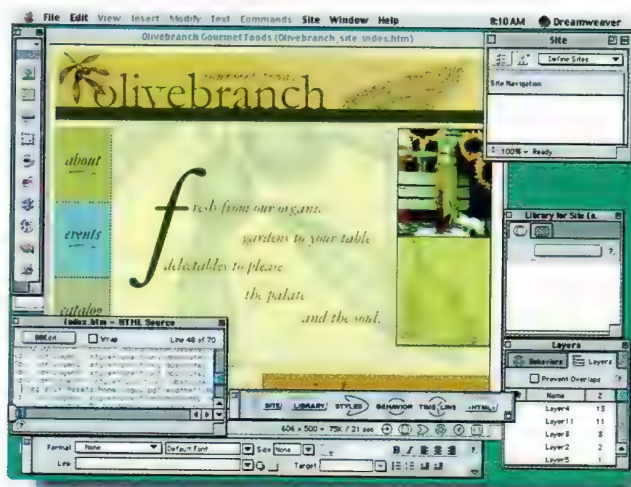 File Edit View Insert Modify Text Commands Site Window Help 8:10 AM Dreamweaver
Olivebranch Gourmet Foods (Olivebranch_site_index.htm)
olivebranch
about
events
catalog
fresh from our organic
gardens to your table
delectables to please
the palate
and the soul.
Site
Define Sites
Site Navigation
100% Ready
Library for Site (a.
index.htm - HTML Source
BBEdit Wrap Line 48 of 70
Layers
Behaviors Layers
Prevent Overlaps ?
Name Z
Layer4 13
Layer11 11
Layer3 8
Layer2 2
Layer5 1
SITE LIBRARY STYLES BEHAVIOR TIMELINE <HTML>
606 x 500 = 75K / 21 sec
Format None Default Font Size None B I
Link Target